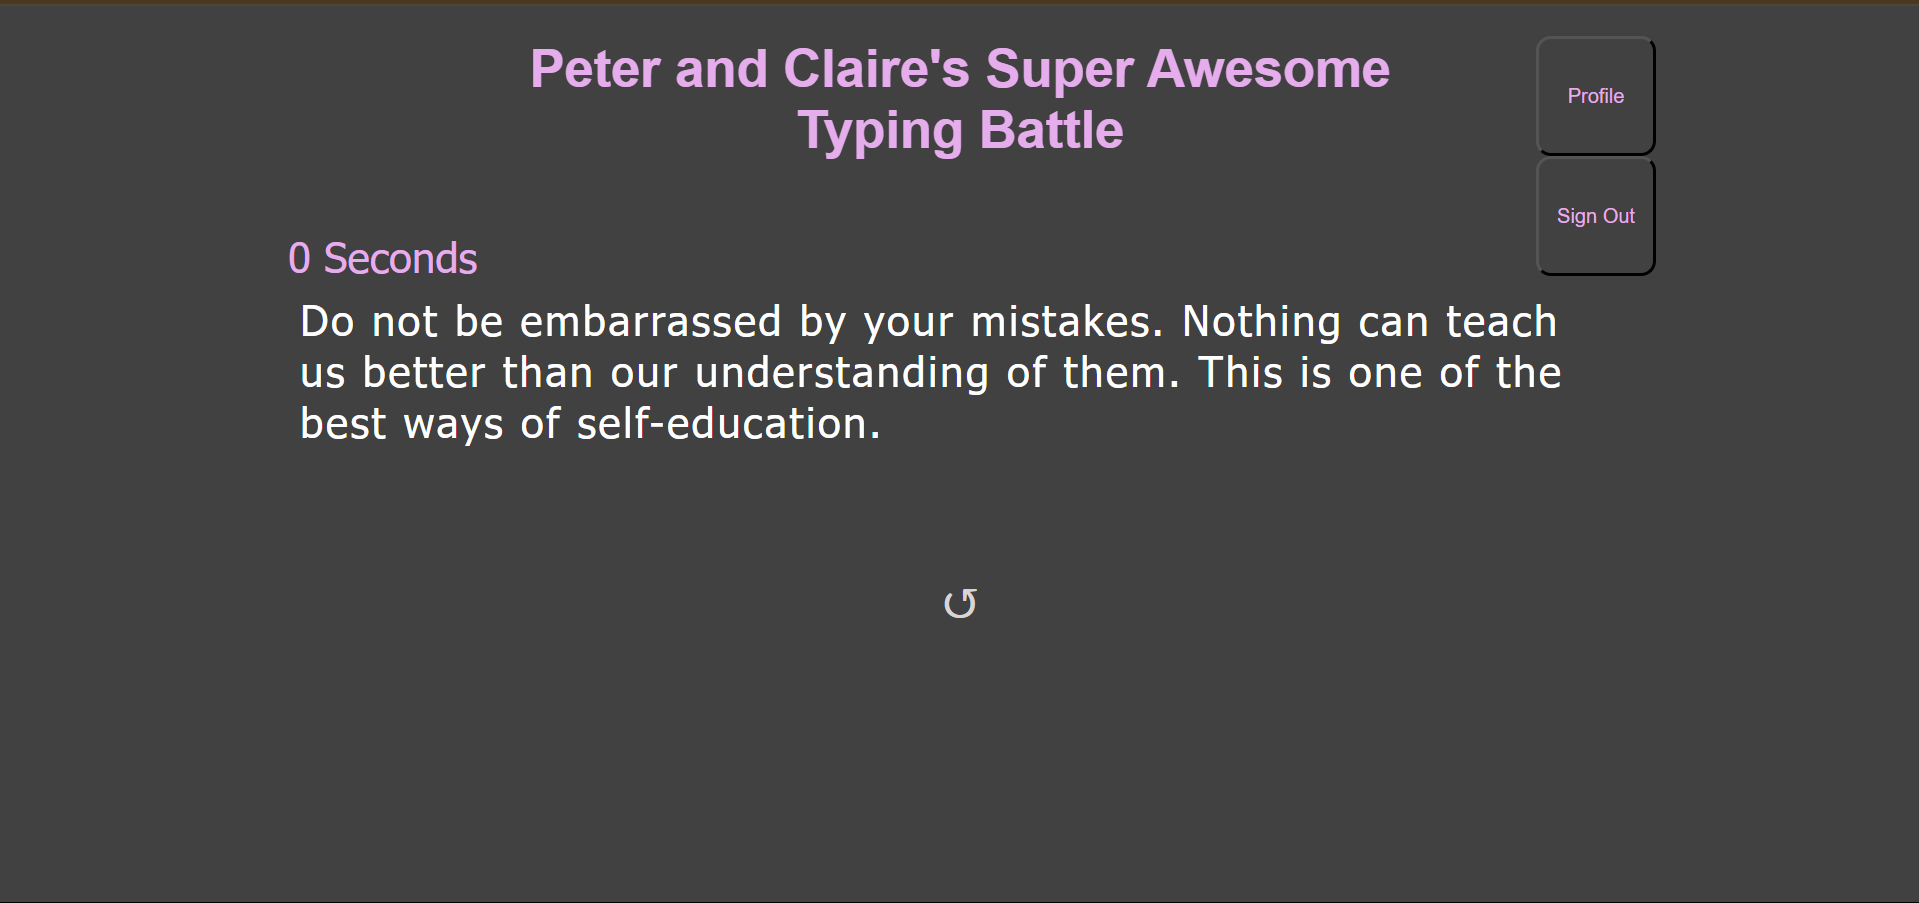 Peter and Claire's Super Awesome
Typing Battle
Profile
Sign Out
0 Seconds
Do not be embarrassed by your mistakes. Nothing can teach
us better than our understanding of them. This is one of the
best ways of self-education.
↺